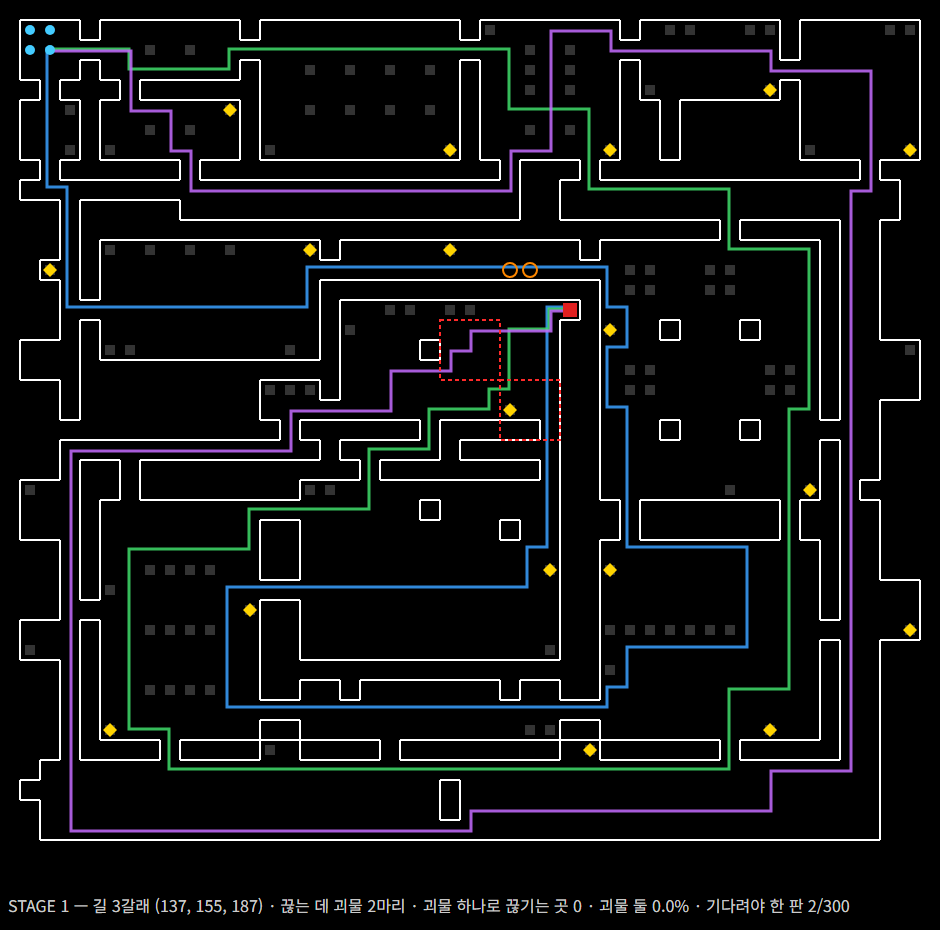 STAGE 1 — 길 3갈래 (137, 155, 187) · 끊는 데 괴물 2마리 · 괴물 하나로 끊기는 곳 0 · 괴물 둘 0.0% · 기다려야 한 판 2/300